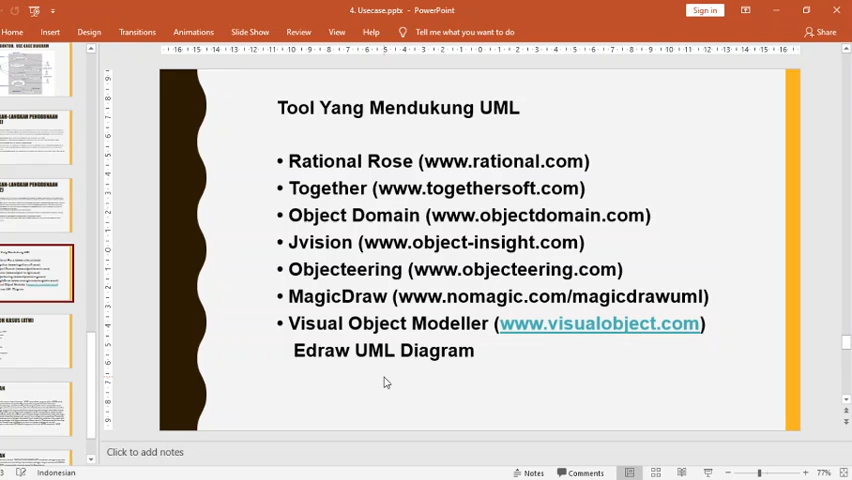 4. Usecase.pptx - PowerPoint
Sign in
Home Insert Design Transitions Animations Slide Show Review View Help Tell me what you want to do Share
Tool Yang Mendukung UML
• Rational Rose (www.rational.com)
• Together (www.togethersoft.com)
• Object Domain (www.objectdomain.com)
• Jvision (www.object-insight.com)
• Objecteering (www.objecteering.com)
• MagicDraw (www.nomagic.com/magicdrawuml)
• Visual Object Modeller (www.visualobject.com)
Edraw UML Diagram
Click to add notes
Indonesian
Notes
Comments
77%